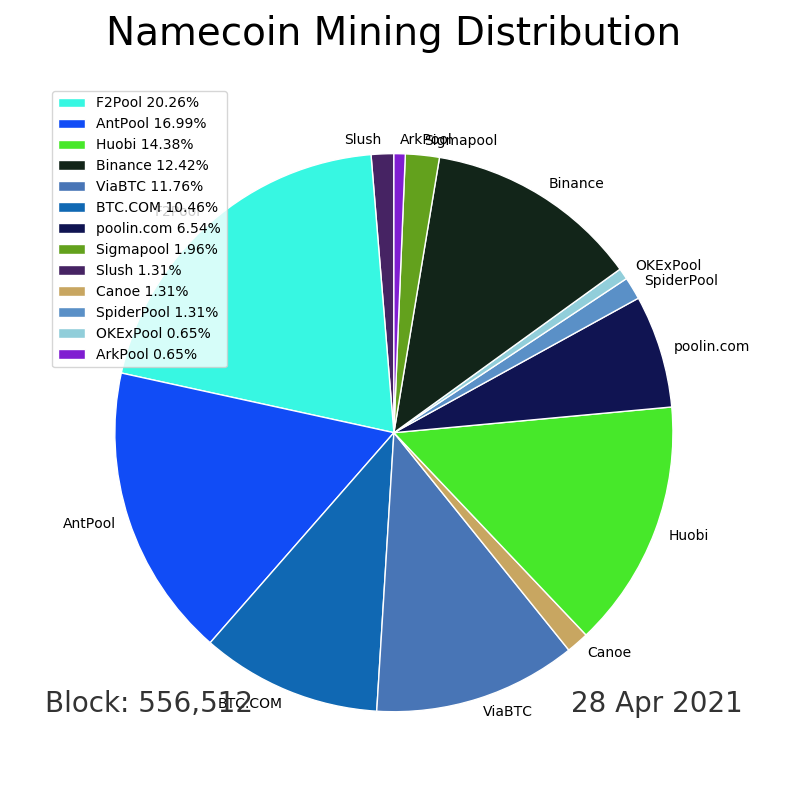 Namecoin Mining Distribution
F2Pool 20.26%
AntPool 16.99%
Huobi 14.38%
Binance 12.42%
ViaBTC 11.76%
BTC.COM 10.46%
poolin.com 6.54%
Sigmapool 1.96%
Slush 1.31%
Canoe 1.31%
SpiderPool 1.31%
OKExPool 0.65%
ArkPool 0.65%
Slush
ArkPool
Sigmapool
Binance
F2Pool
OKExPool
SpiderPool
poolin.com
AntPool
Huobi
Canoe
BTC.COM
ViaBTC
Block: 556,512
28 Apr 2021